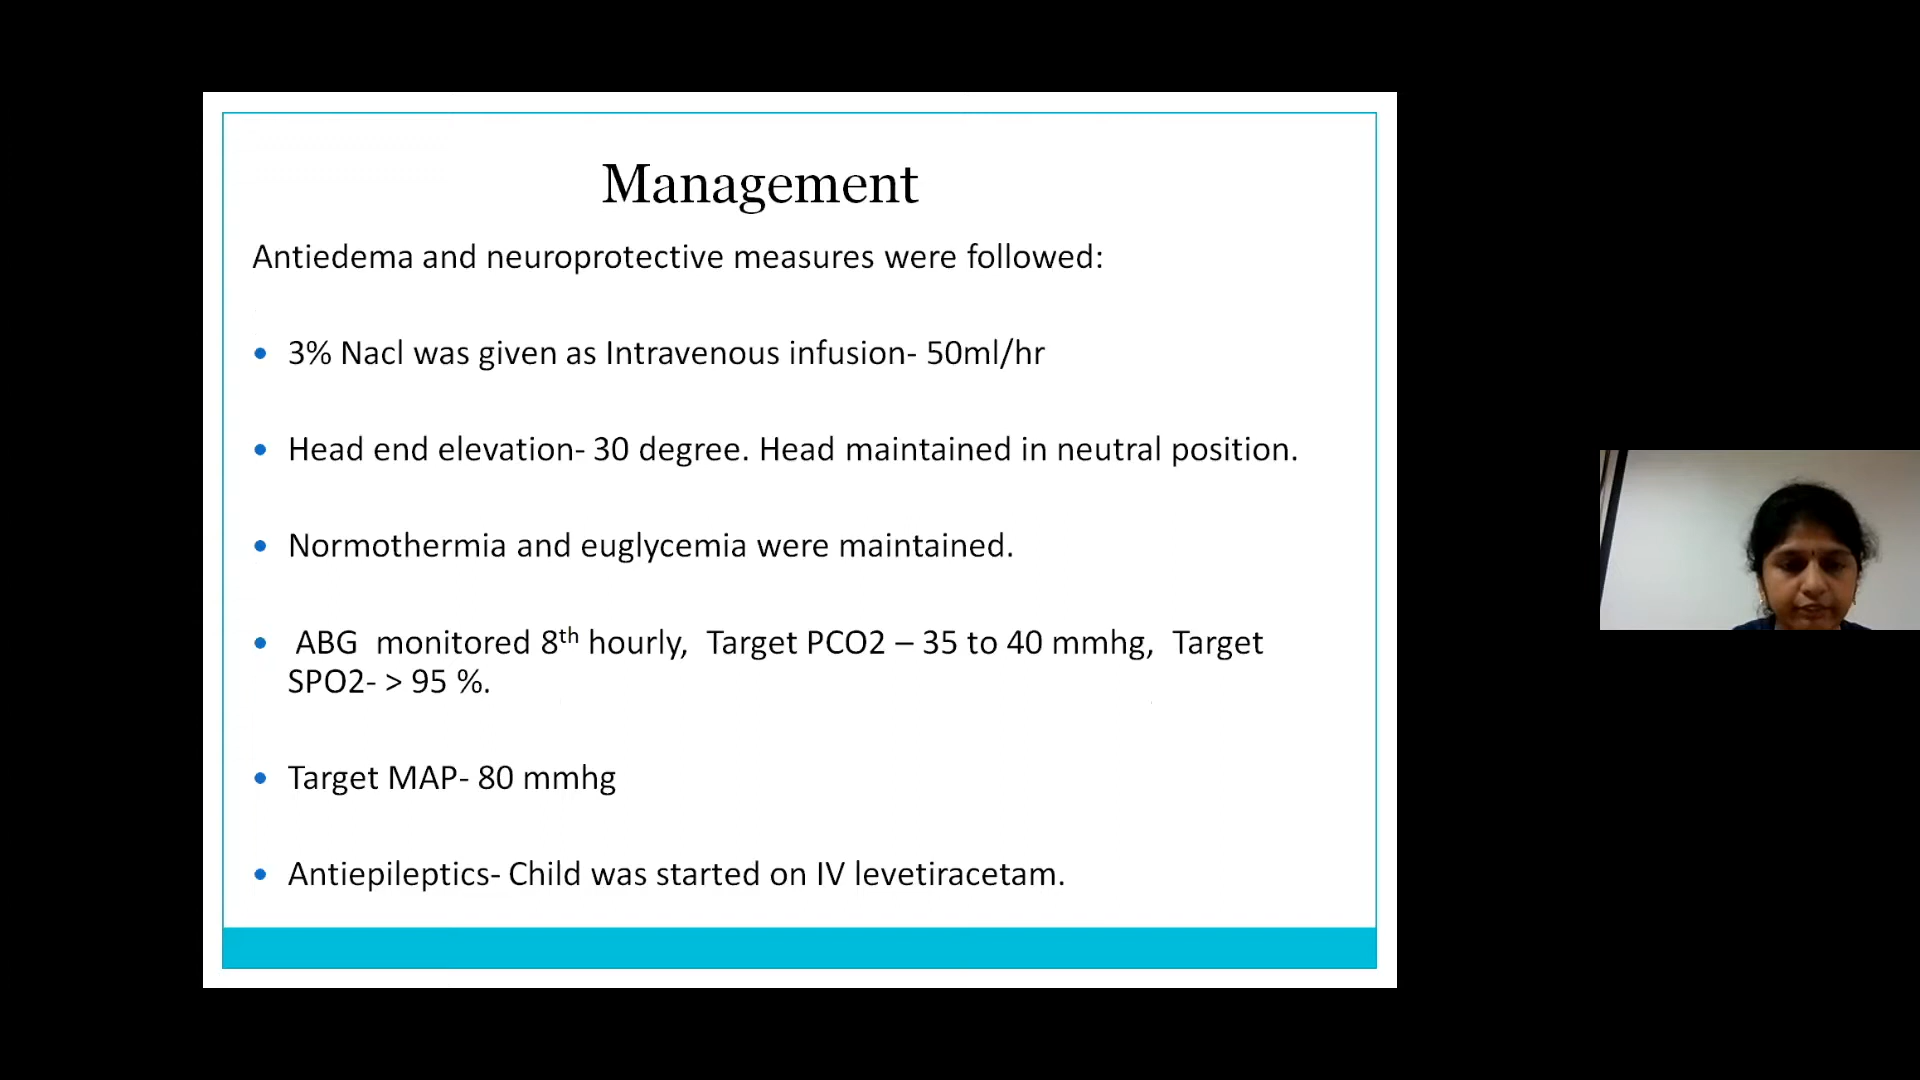 Management
Antiedema and neuroprotective measures were followed:
• 3% Nacl was given as Intravenous infusion- 50ml/hr
• Head end elevation- 30 degree. Head maintained in neutral position.
• Normothermia and euglycemia were maintained.
• ABG monitored 8th hourly, Target PCO2 – 35 to 40 mmhg, Target
SPO2- > 95 %.
• Target MAP- 80 mmhg
• Antiepileptics- Child was started on IV levetiracetam.